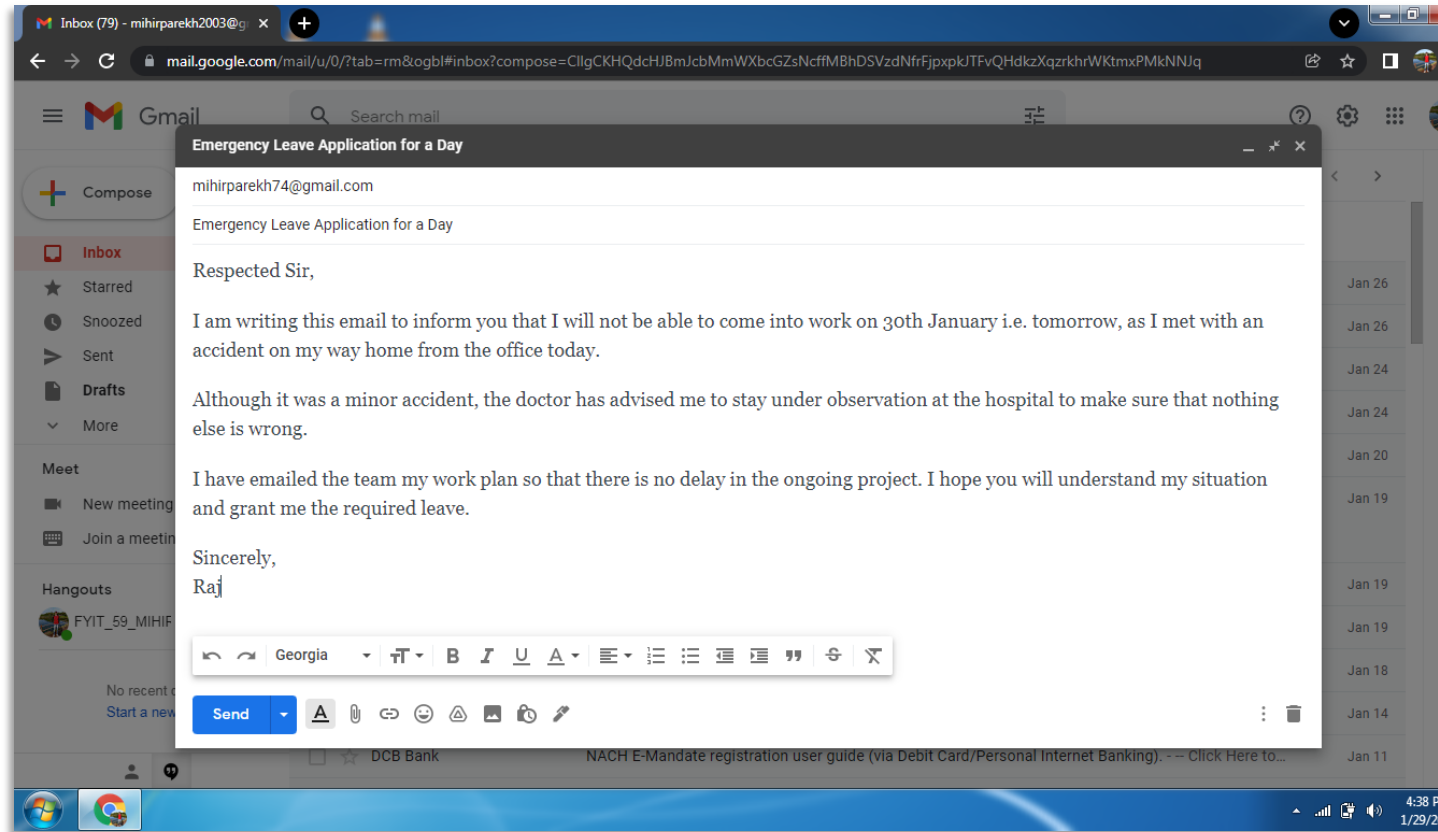 Inbox (79) - mihirparekh2003@g
mail.google.com/mail/u/0/?tab=rm&ogbl#inbox?compose=CllgCKHQdcHJBmJcbMmWXbcGZsNcffMBhDSVzdNfrFjpxpkJTFvQHdkzXqzrkhrWKtmxPMkNNJq
Gmail
Search mail
Compose
Inbox
Starred
Snoozed
Sent
Drafts
More
Meet
New meeting
Join a meetin
Hangouts
FYIT_59_MIHIR
No recent c
Start a new
Emergency Leave Application for a Day
mihirparekh74@gmail.com
Emergency Leave Application for a Day
Respected Sir,
I am writing this email to inform you that I will not be able to come into work on 30th January i.e. tomorrow, as I met with an
accident on my way home from the office today.
Although it was a minor accident, the doctor has advised me to stay under observation at the hospital to make sure that nothing
else is wrong.
I have emailed the team my work plan so that there is no delay in the ongoing project. I hope you will understand my situation
and grant me the required leave.
Sincerely,
Raj
Georgia
Send
Jan 26
Jan 26
Jan 24
Jan 24
Jan 20
Jan 19
Jan 19
Jan 19
Jan 18
Jan 14
DCB Bank NACH E-Mandate registration user guide (via Debit Card/Personal Internet Banking). - -- Click Here to... Jan 11
4:38 P
1/29/2